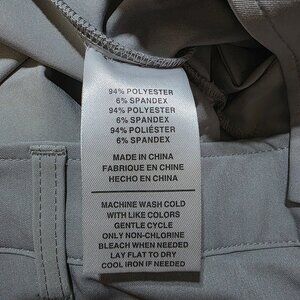 94% POLYESTER
6% SPANDEX
94% POLYESTER
6% SPANDEX
94% POLIÉSTER
6% SPANDEX
MADE IN CHINA
FABRIQUE EN CHINE
HECHO EN CHINA
MACHINE WASH COLD
WITH LIKE COLORS
GENTLE CYCLE
ONLY NON-CHLORINE
BLEACH WHEN NEEDED
LAY FLAT TO DRY
COOL IRON IF NEEDED